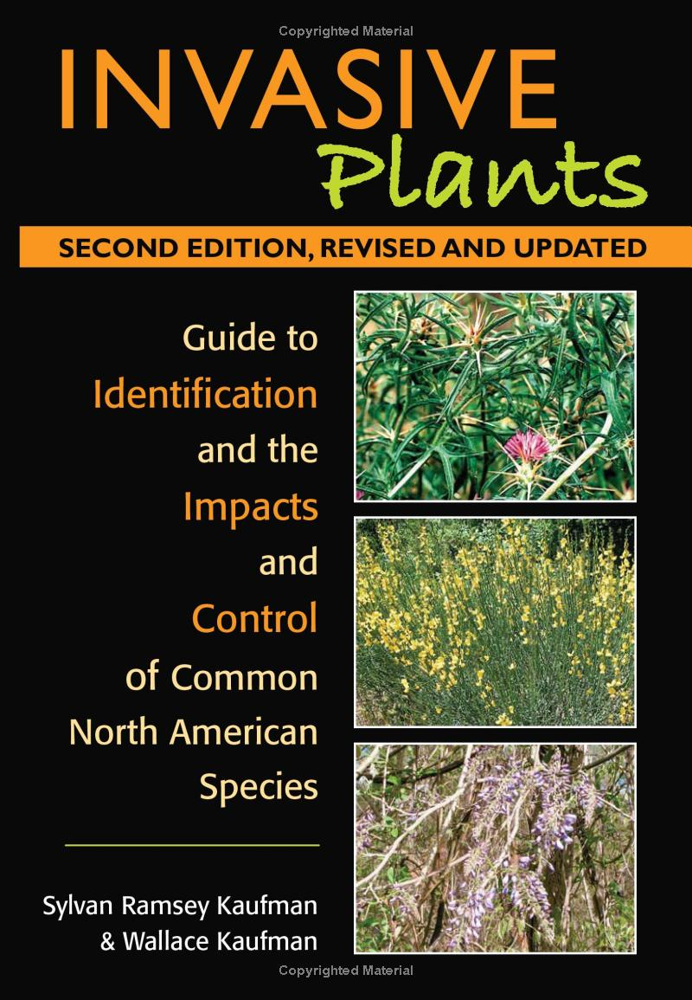 Copyrighted Material
INVASIVE
Plants
SECOND EDITION, REVISED AND UPDATED
Guide to
Identification
and the
Impacts
and
Control
of Common
North American
Species
Sylvan Ramsey Kaufman
& Wallace Kaufman
Copyrighted Material